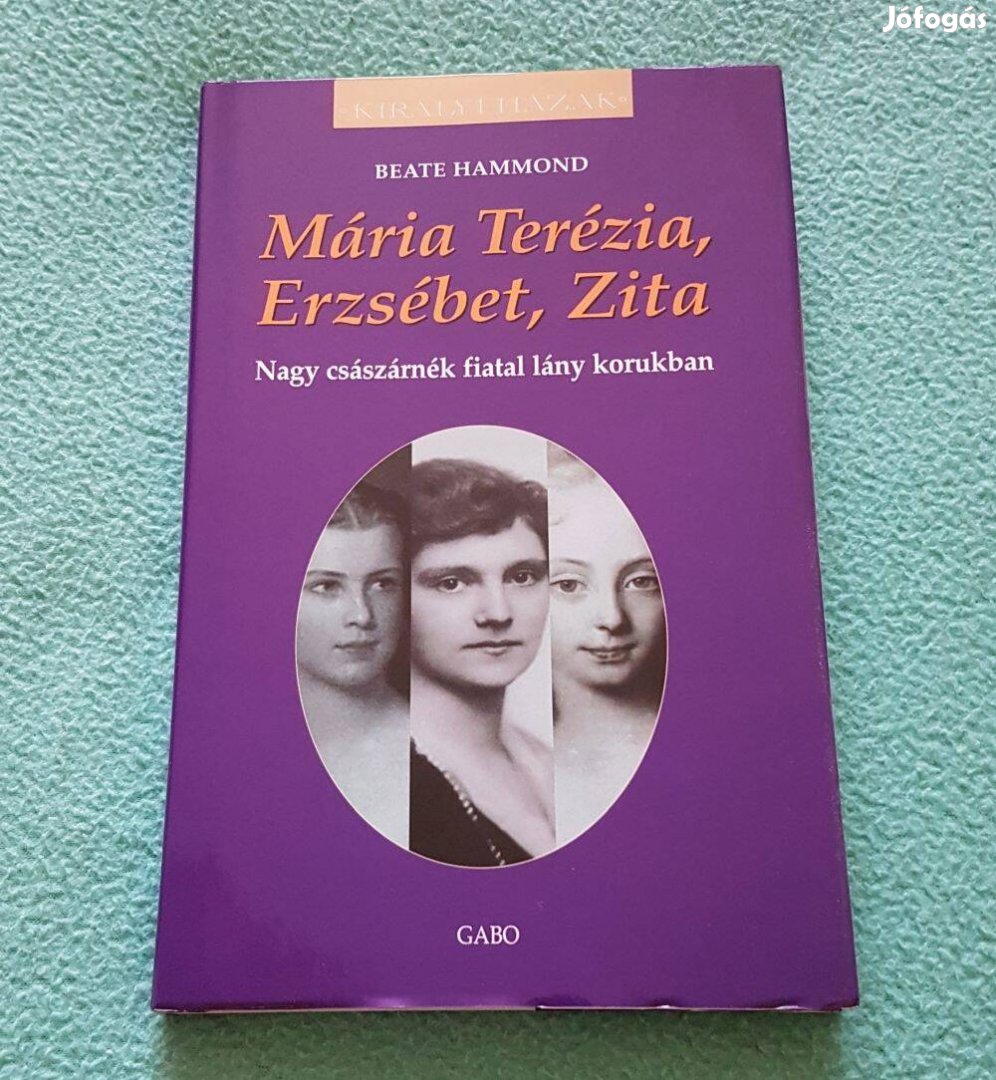 Jófogás
KIRÁLYI HÁZAK
BEATE HAMMOND
Mária Terézia,
Erzsébet, Zita
Nagy császárnék fiatal lány korukban
GABO